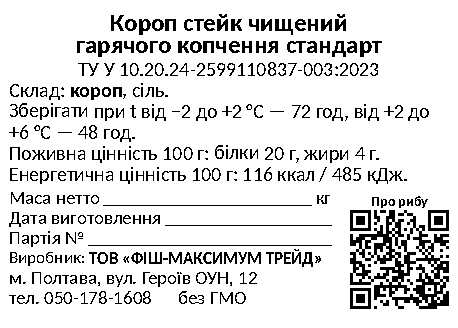 Короп стейк чищений
гарячого копчення стандарт
ТУ У 10.20.24-2599110837-003:2023
Склад: короп, сіль.
Зберігати при t від −2 до +2 °С — 72 год, від +2 до
+6 °С — 48 год.
Поживна цінність 100 г: білки 20 г, жири 4 г.
Енергетична цінність 100 г: 116 ккал / 485 кДж.
Маса нетто ____________________ кг
Дата виготовлення ________________
Партія № ________________________
Виробник: ТОВ «ФІШ-МАКСИМУМ ТРЕЙД»
м. Полтава, вул. Героїв ОУН, 12
тел. 050-178-1608 без ГМО
Про рибу